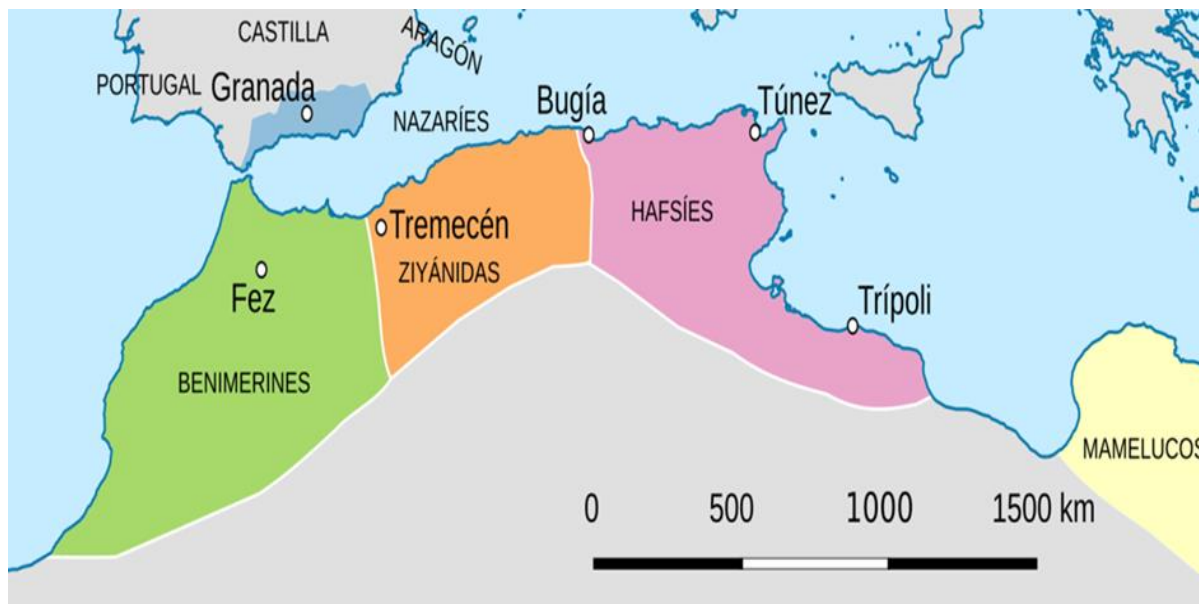 CASTILLA
ARAGÓN
PORTUGAL
Granada
NAZARÍES
Bugía
Túnez
Tremecén
ZIYÁNIDAS
HAFSÍES
Fez
BENIMERINES
Trípoli
MAMELUCOS
0 500 1000 1500 km